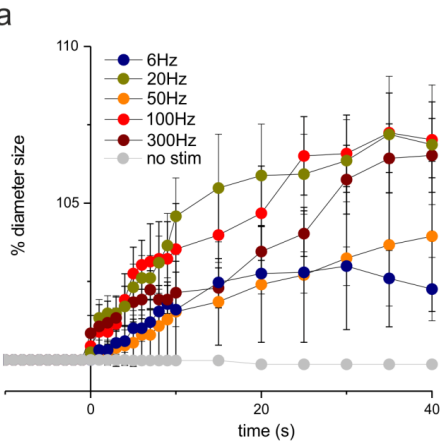 a
110
6Hz
20Hz
50Hz
100Hz
300Hz
no stim
% diameter size
105
0
20
40
time (s)